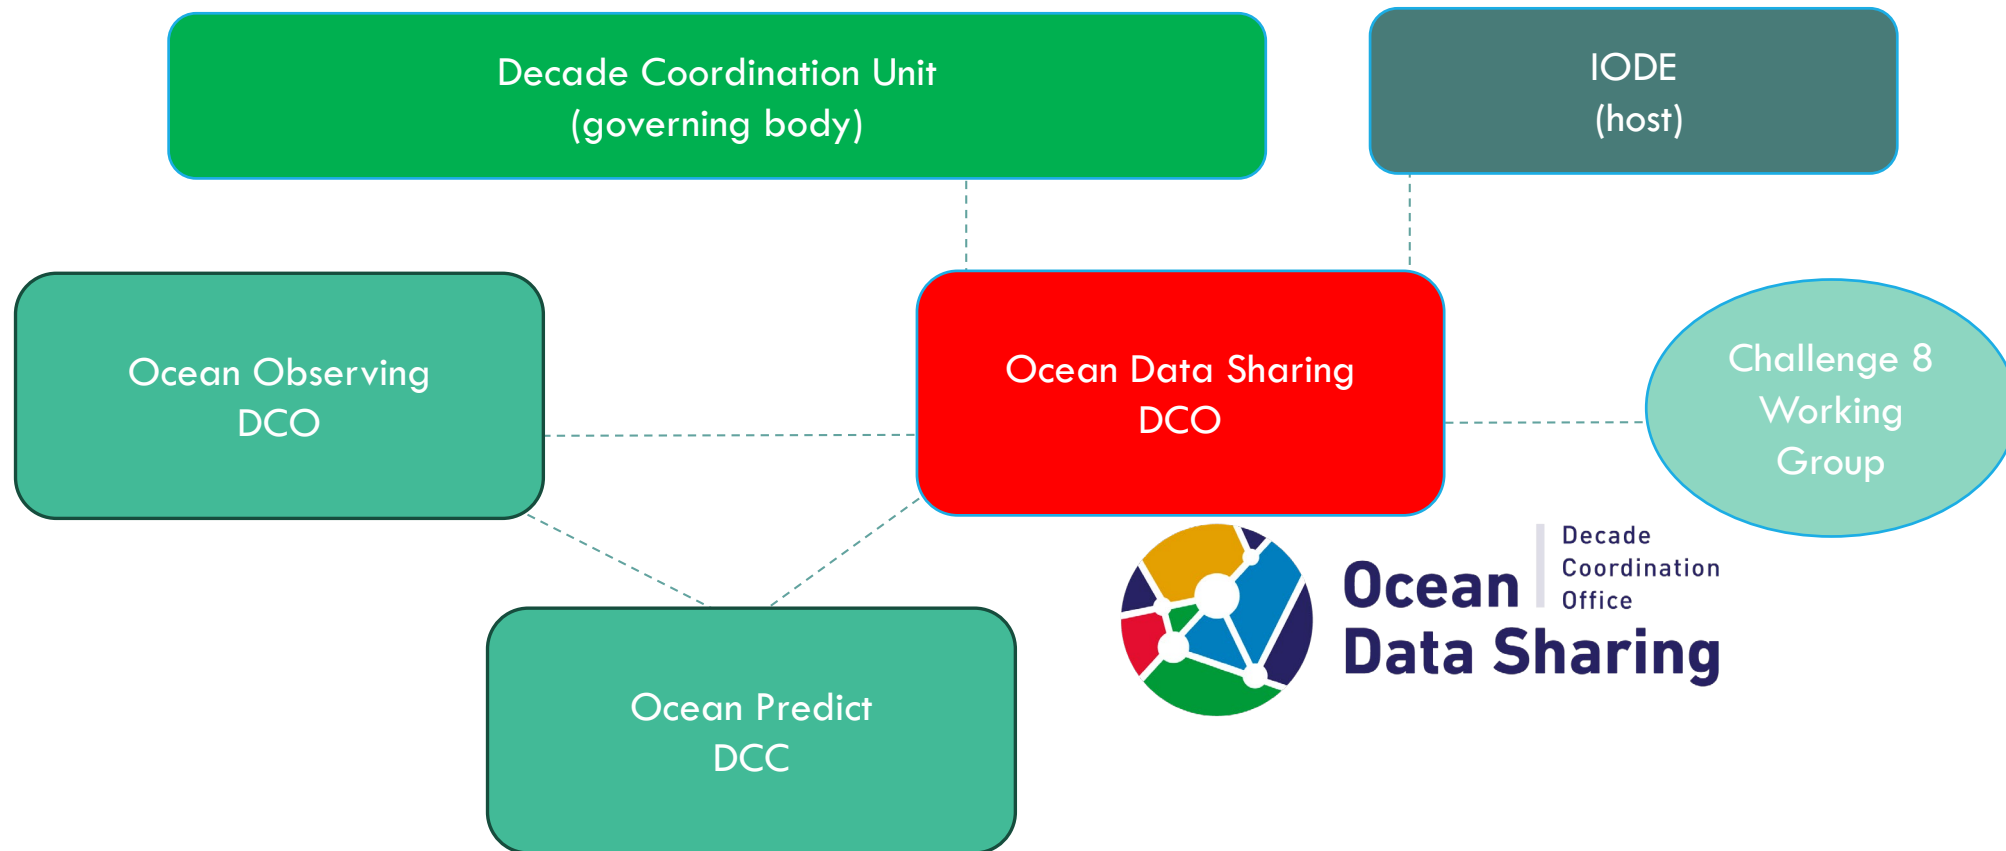 Decade Coordination Unit
(governing body)
IODE
(host)
Ocean Observing
DCO
Ocean Data Sharing
DCO
Challenge 8
Working
Group
Ocean Predict
DCC
Ocean
Data Sharing
Decade
Coordination
Office